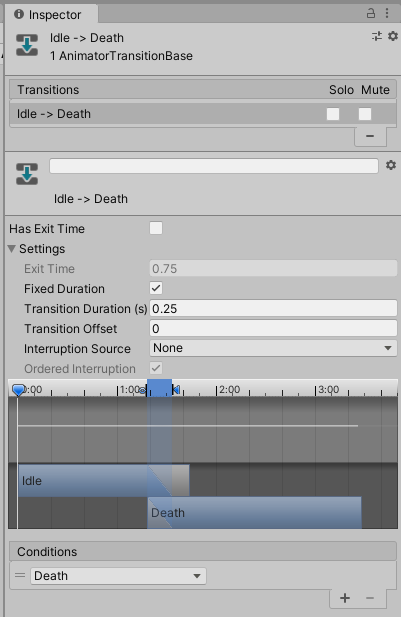 Inspector
Idle -> Death
1 AnimatorTransitionBase
Transitions Solo Mute
Idle -> Death
Idle -> Death
Has Exit Time
Settings
Exit Time 0.75
Fixed Duration
Transition Duration (s) 0.25
Transition Offset 0
Interruption Source None
Ordered Interruption
0:00 1:00 2:00 3:00
Idle
Death
Conditions
Death